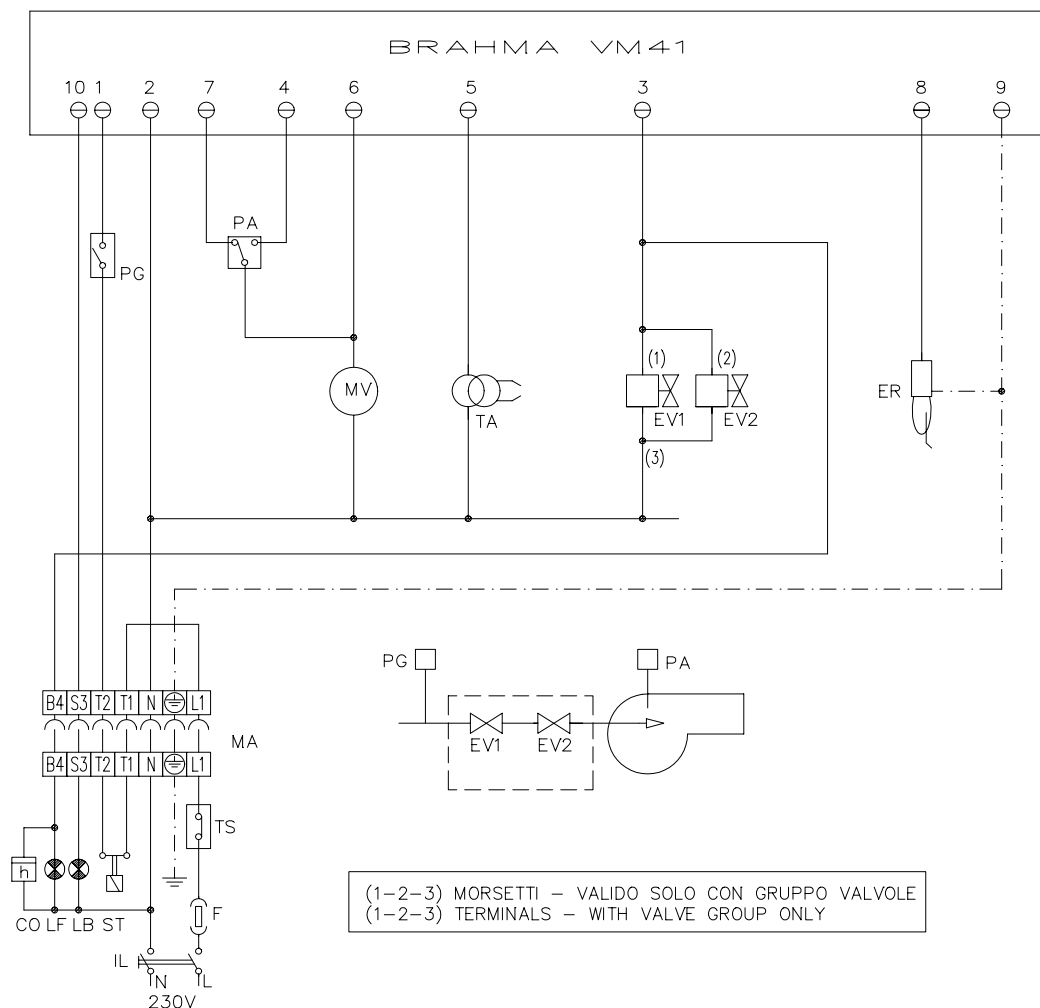 BRAHMA VM41
10 1 2 7 4 6 5 3 8 9
PA
PG
MV
TA
(1) (2)
EV1 EV2
(3)
ER
B4 S3 T2 T1 N L1
MA
B4 S3 T2 T1 N L1
PG PA
EV1 EV2
TS
h
F
CO LF LB ST
IL
N L
230V
(1-2-3) MORSETTI - VALIDO SOLO CON GRUPPO VALVOLE
(1-2-3) TERMINALS - WITH VALVE GROUP ONLY